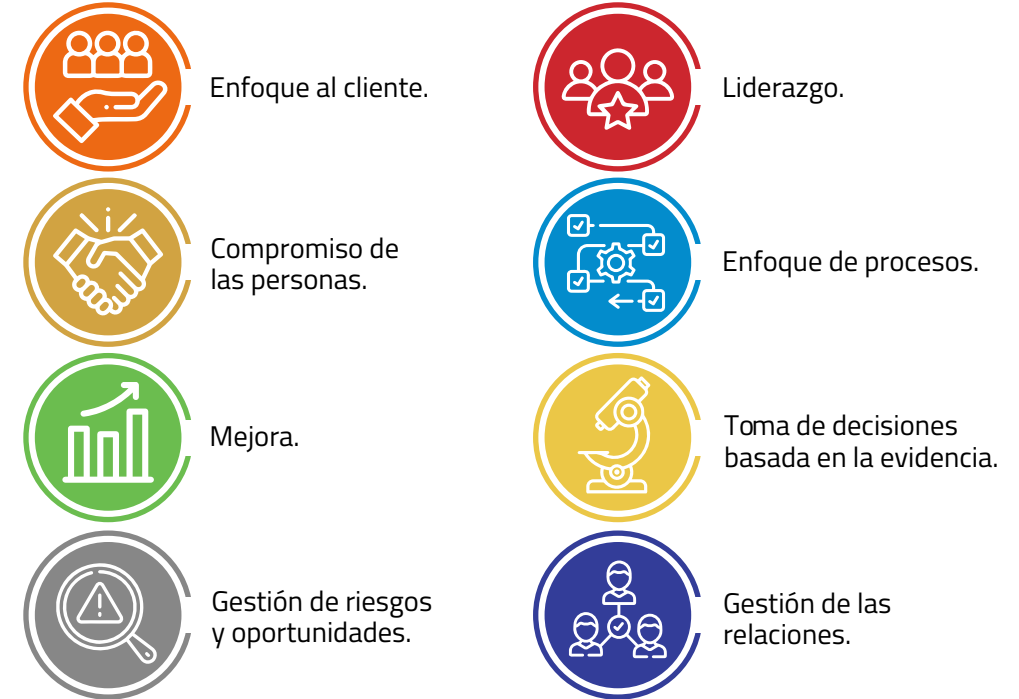 Enfoque al cliente.
Liderazgo.
Compromiso de
las personas.
Enfoque de procesos.
Mejora.
Toma de decisiones
basada en la evidencia.
Gestión de riesgos
y oportunidades.
Gestión de las
relaciones.